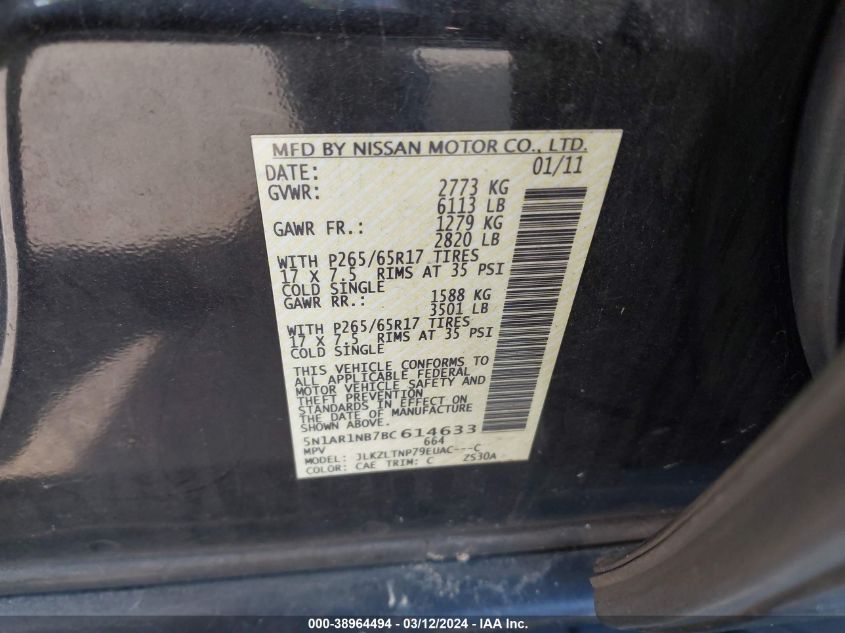 MFD BY NISSAN MOTOR CO., LTD.
DATE: 01/11
GVWR: 2773 KG
6113 LB
GAWR FR.: 1279 KG
2820 LB
WITH P265/65R17 TIRES
17 X 7.5 RIMS AT 35 PSI
COLD SINGLE
GAWR RR.: 1588 KG
3501 LB
WITH P265/65R17 TIRES
17 X 7.5 RIMS AT 35 PSI
COLD SINGLE
THIS VEHICLE CONFORMS TO
ALL APPLICABLE FEDERAL
MOTOR VEHICLE SAFETY AND
THEFT PREVENTION
STANDARDS IN EFFECT ON
THE DATE OF MANUFACTURE
SHOWN ABOVE.
5N1AR1NB7BC614633
MPV 664
MODEL: JLKZLTNP79EUAC---C
COLOR: CAE TRIM: C ZS30A
000-38964494 - 03/12/2024 - IAA Inc.